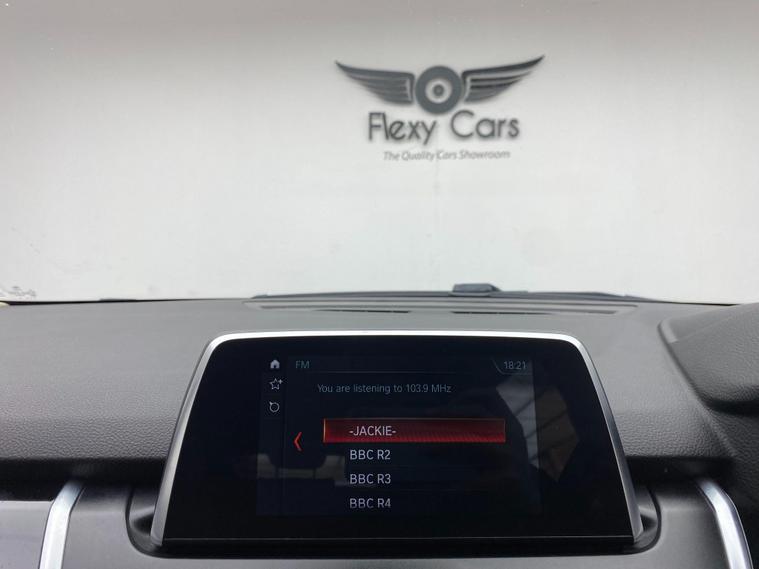 Flexy Cars
The Quality Cars Showroom
FM
18:21
You are listening to 103.9 MHz
-JACKIE-
BBC R2
BBC R3
BBC R4